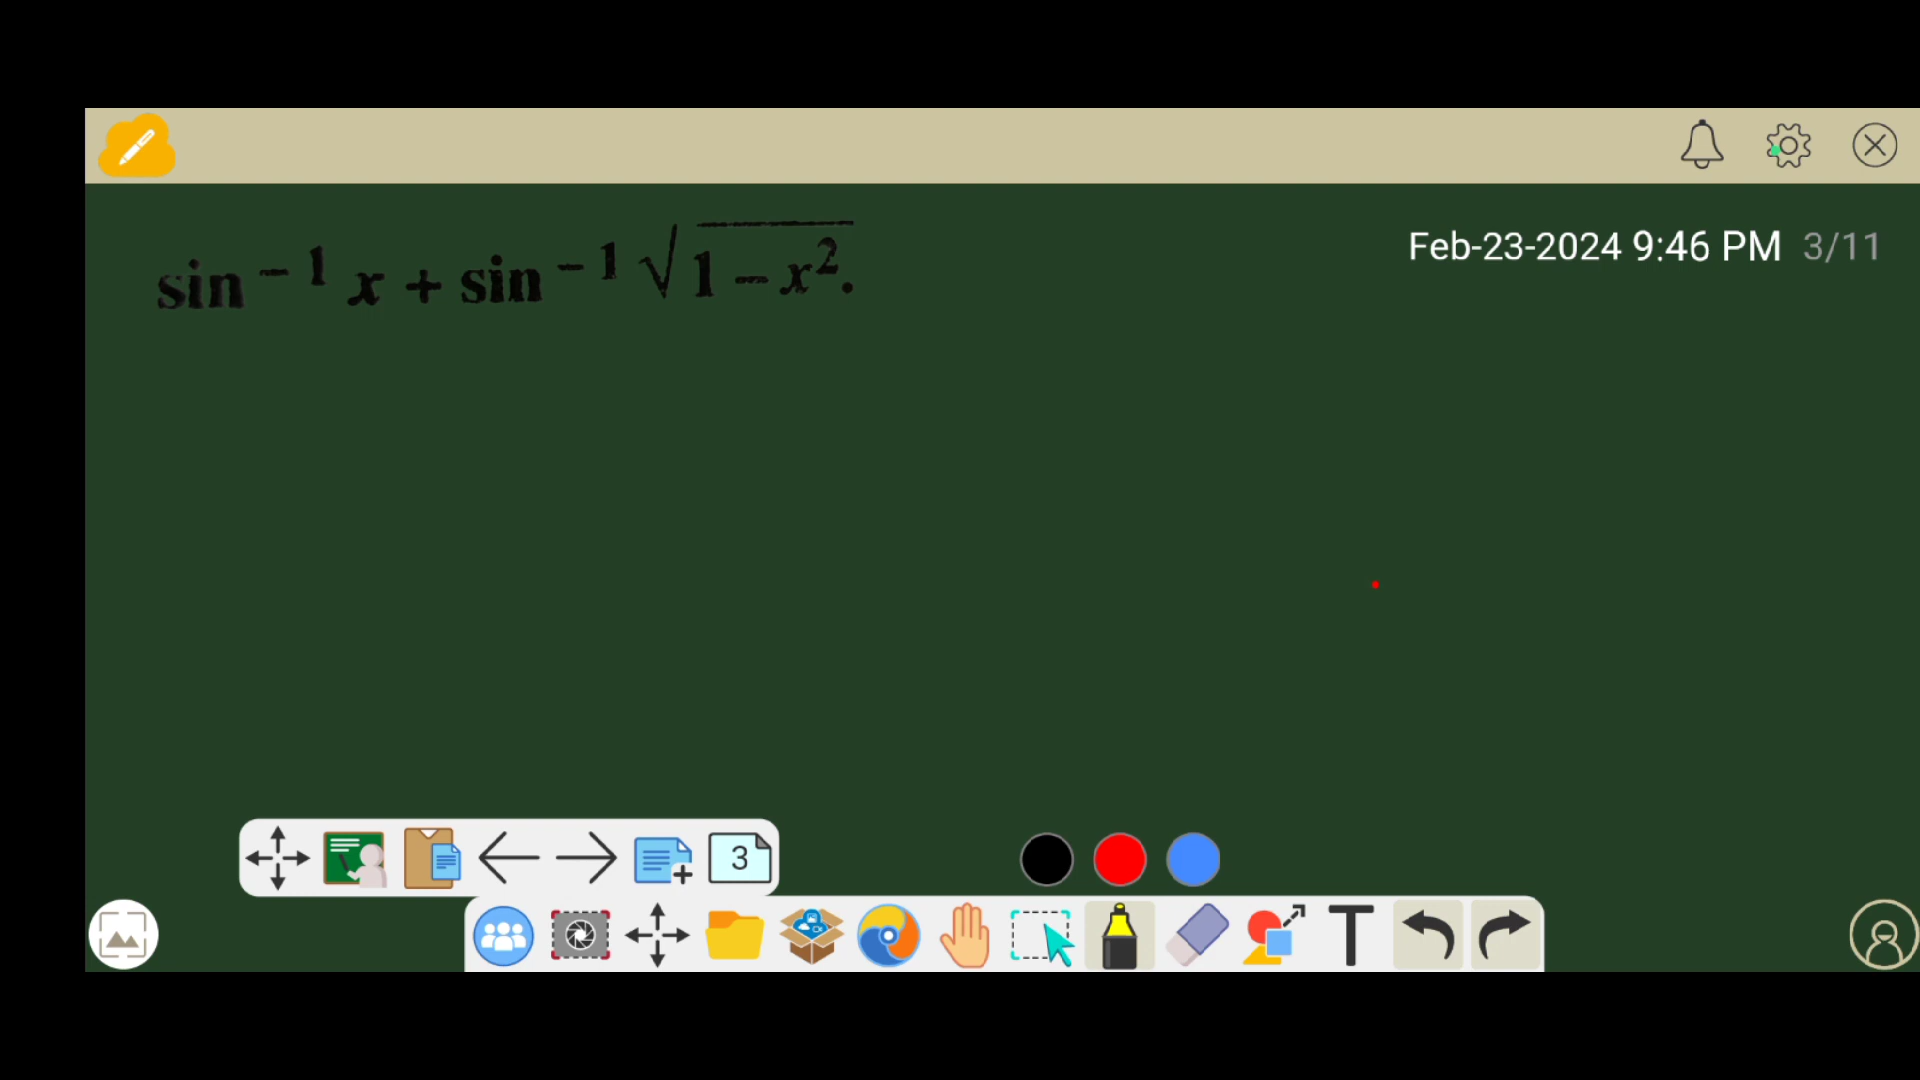 sin⁻¹ x + sin⁻¹ √1 – x².
Feb-23-2024 9:46 PM 3/11
3
T